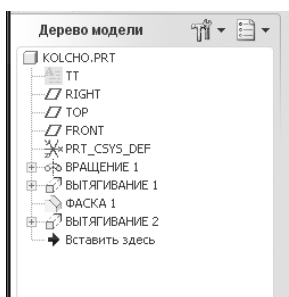 Дерево модели
KOLCHO.PRT
TT
RIGHT
TOP
FRONT
PRT_CSYS_DEF
ВРАЩЕНИЕ 1
ВЫТЯГИВАНИЕ 1
ФАСКА 1
ВЫТЯГИВАНИЕ 2
Вставить здесь